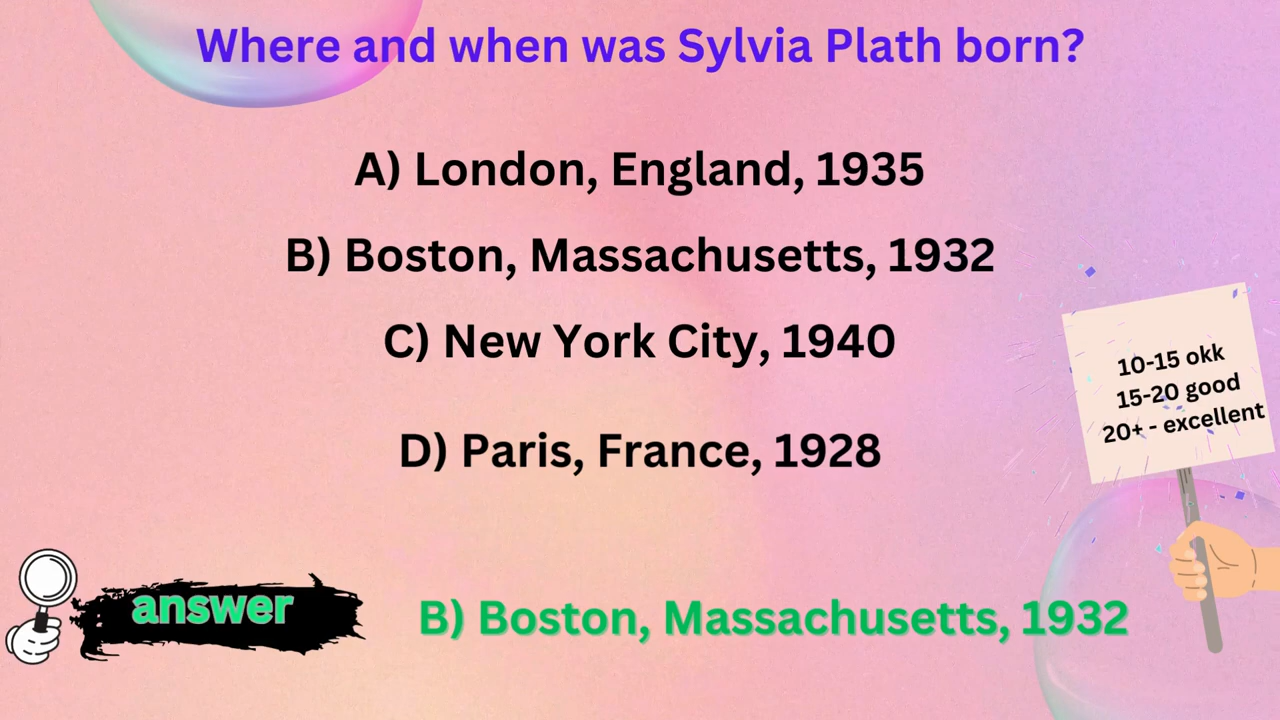 Where and when was Sylvia Plath born?
A) London, England, 1935
B) Boston, Massachusetts, 1932
C) New York City, 1940
D) Paris, France, 1928
10-15 okk
15-20 good
20+ - excellent
answer
B) Boston, Massachusetts, 1932